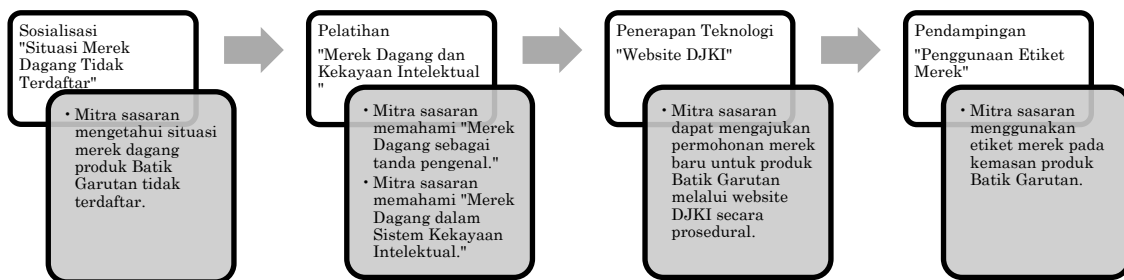 Sosialisasi
"Situasi Merek
Dagang Tidak
Terdaftar"
• Mitra sasaran
mengetahui situasi
merek dagang
produk Batik
Garutan tidak
terdaftar.
Pelatihan
"Merek Dagang dan
Kekayaan Intelektual
"
• Mitra sasaran
memahami "Merek
Dagang sebagai
tanda pengenal."
• Mitra sasaran
memahami "Merek
Dagang dalam
Sistem Kekayaan
Intelektual."
Penerapan Teknologi
"Website DJKI"
• Mitra sasaran
dapat mengajukan
permohonan merek
baru untuk produk
Batik Garutan
melalui website
DJKI secara
prosedural.
Pendampingan
"Penggunaan Etiket
Merek"
• Mitra sasaran
menggunakan
etiket merek pada
kemasan produk
Batik Garutan.